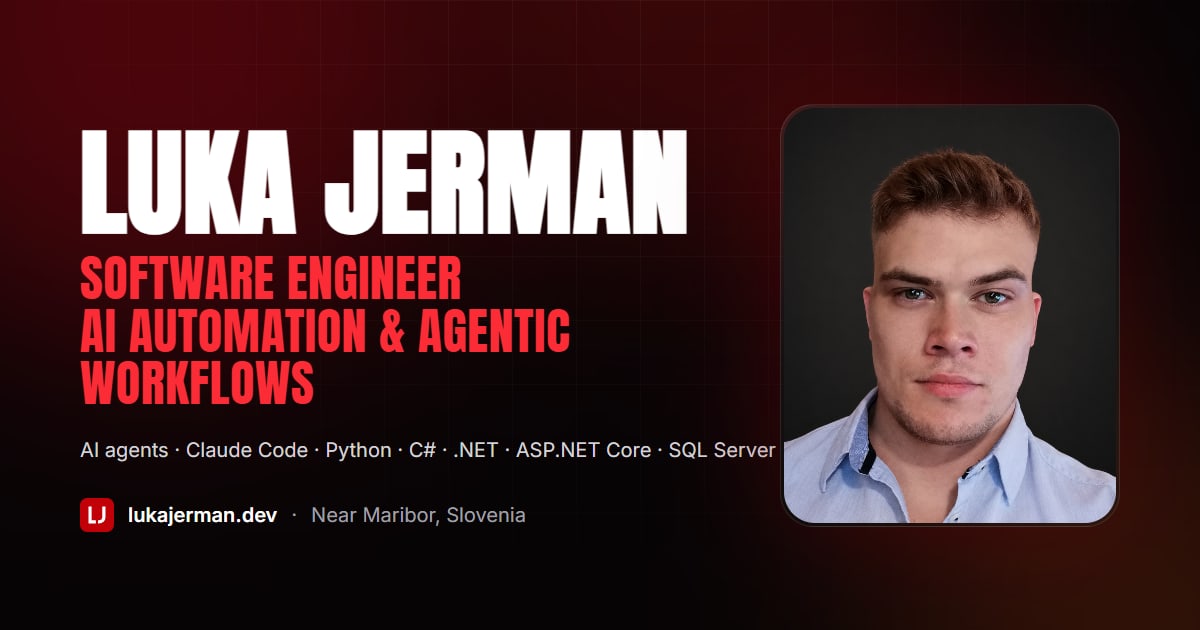 LUKA JERMAN
SOFTWARE ENGINEER
AI AUTOMATION & AGENTIC
WORKFLOWS
AI agents · Claude Code · Python · C# · .NET · ASP.NET Core · SQL Server
LJ lukajerman.dev · Near Maribor, Slovenia